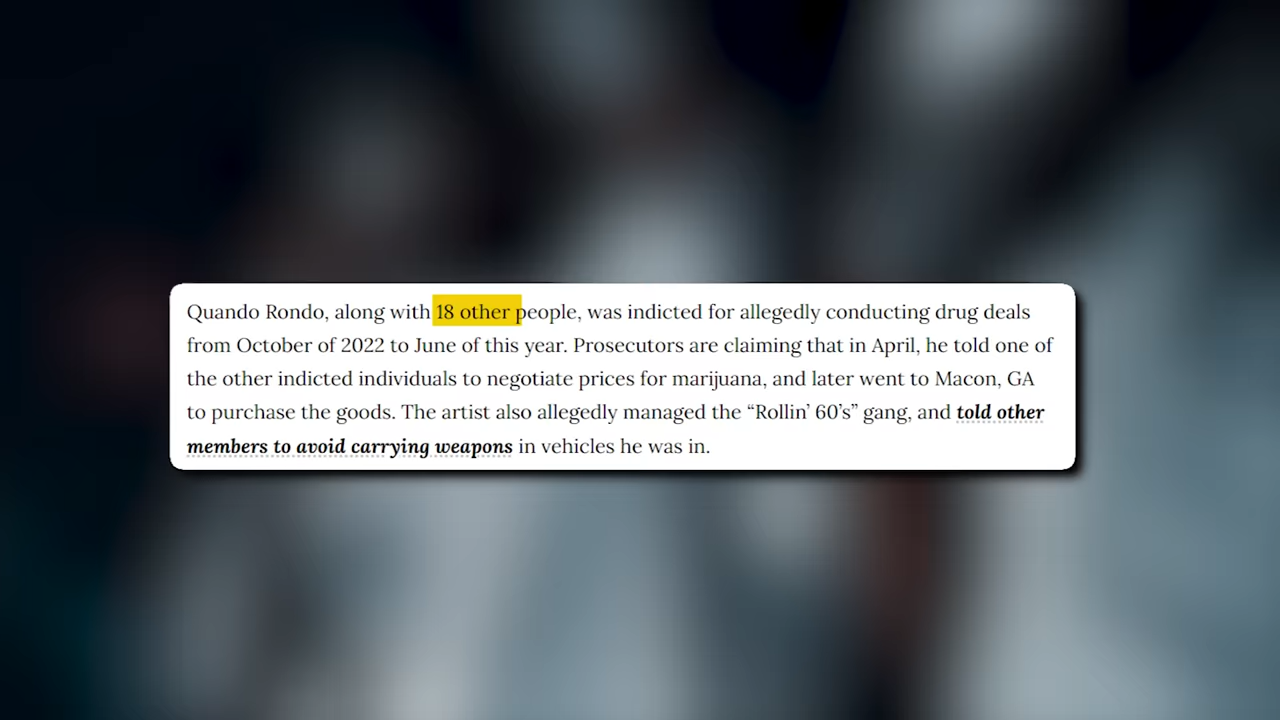 Quando Rondo, along with 18 other people, was indicted for allegedly conducting drug deals
from October of 2022 to June of this year. Prosecutors are claiming that in April, he told one of
the other indicted individuals to negotiate prices for marijuana, and later went to Macon, GA
to purchase the goods. The artist also allegedly managed the “Rollin’ 60’s” gang, and told other
members to avoid carrying weapons in vehicles he was in.